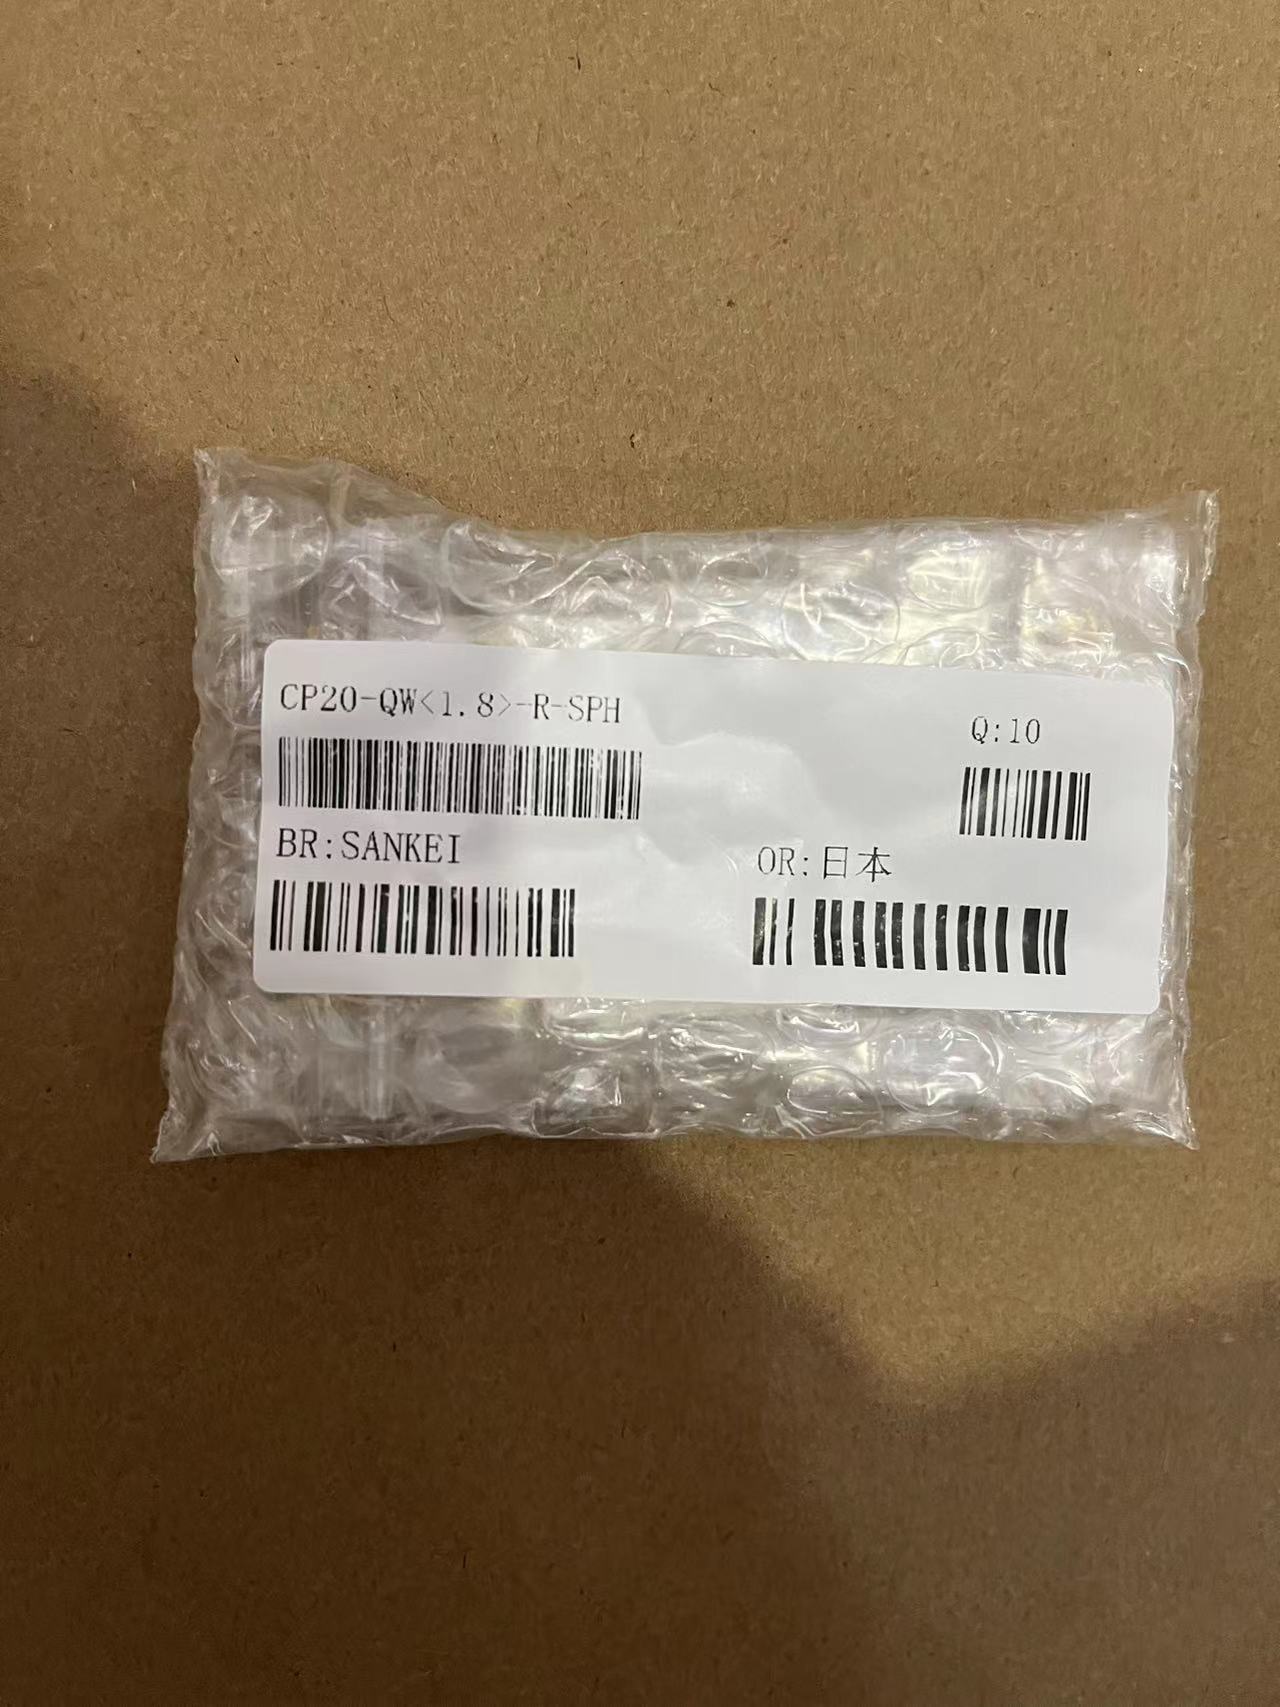 CP20-QW<1.8>-R-SPH
Q:10
BR:SANKEI
OR:日本